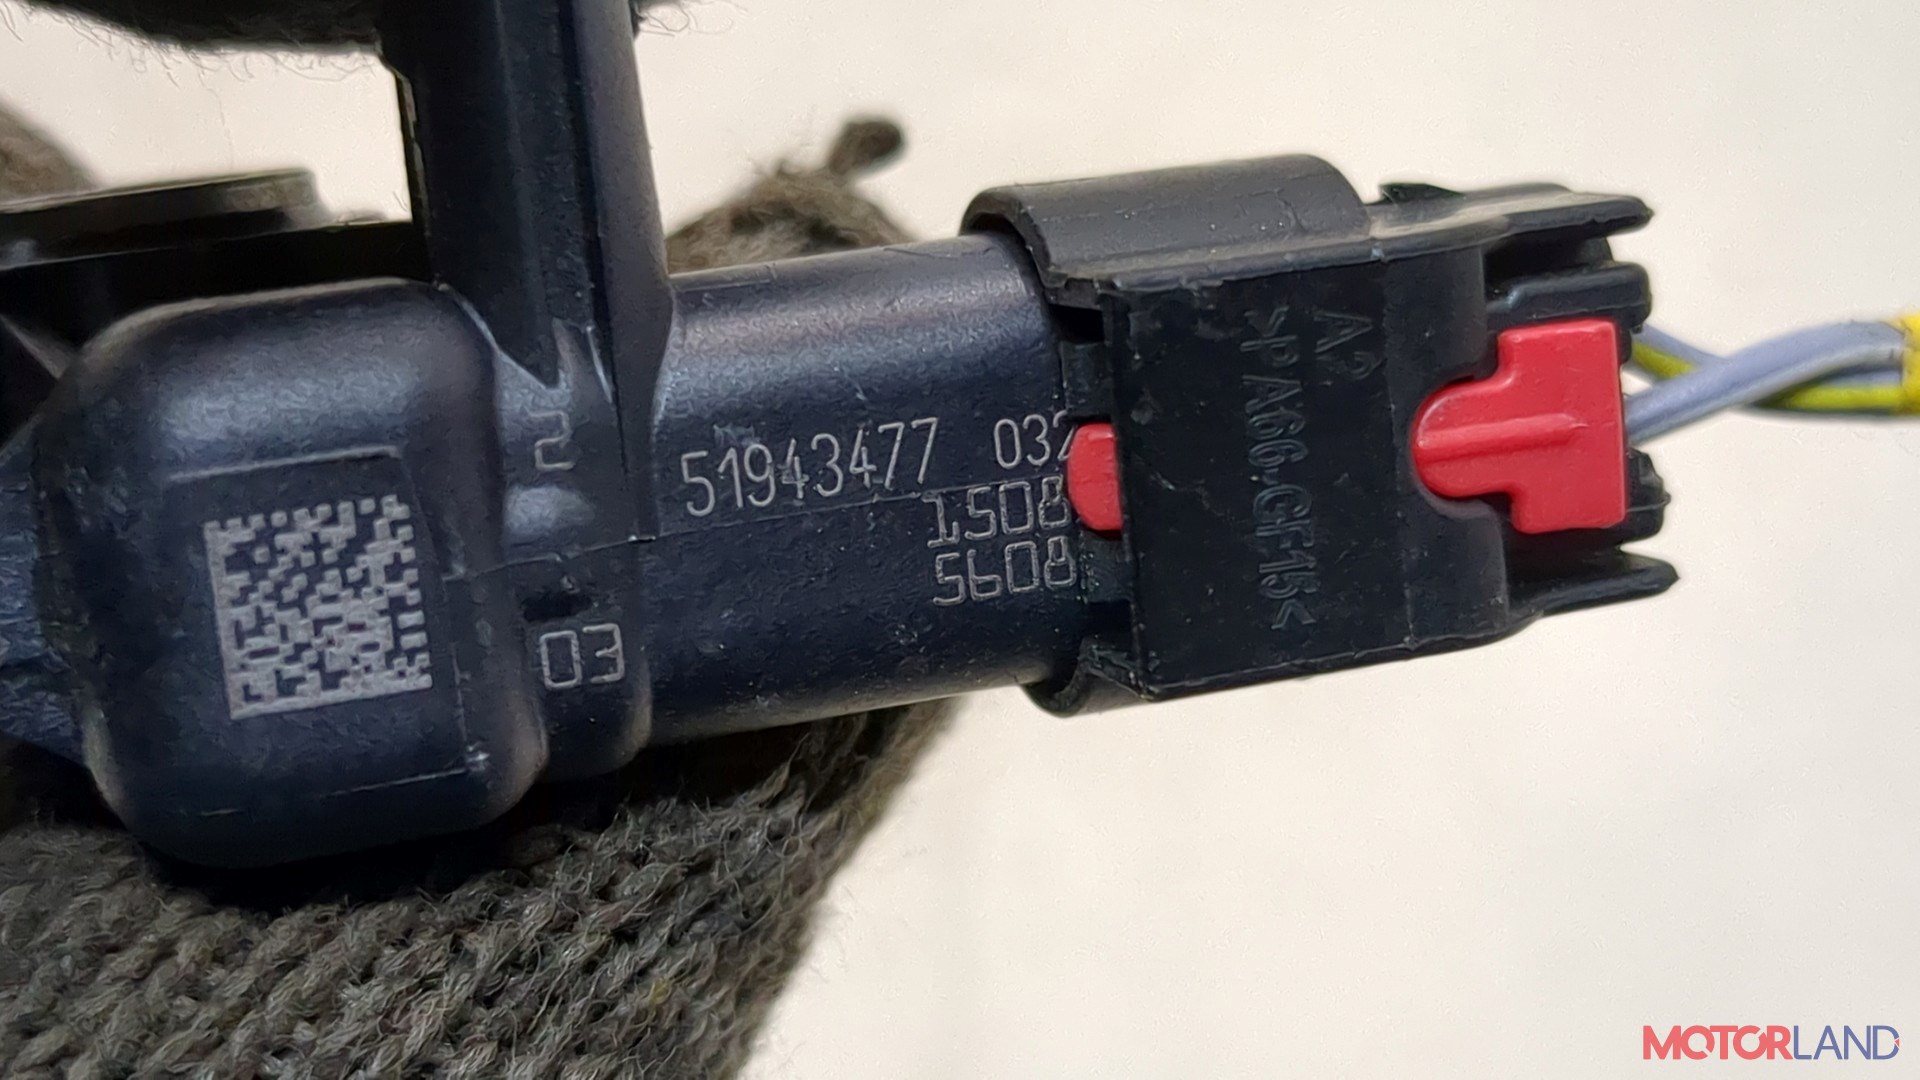 2
51943477 032
1508
5608
03
A2
>PA66-GF15<
MOTORLAND